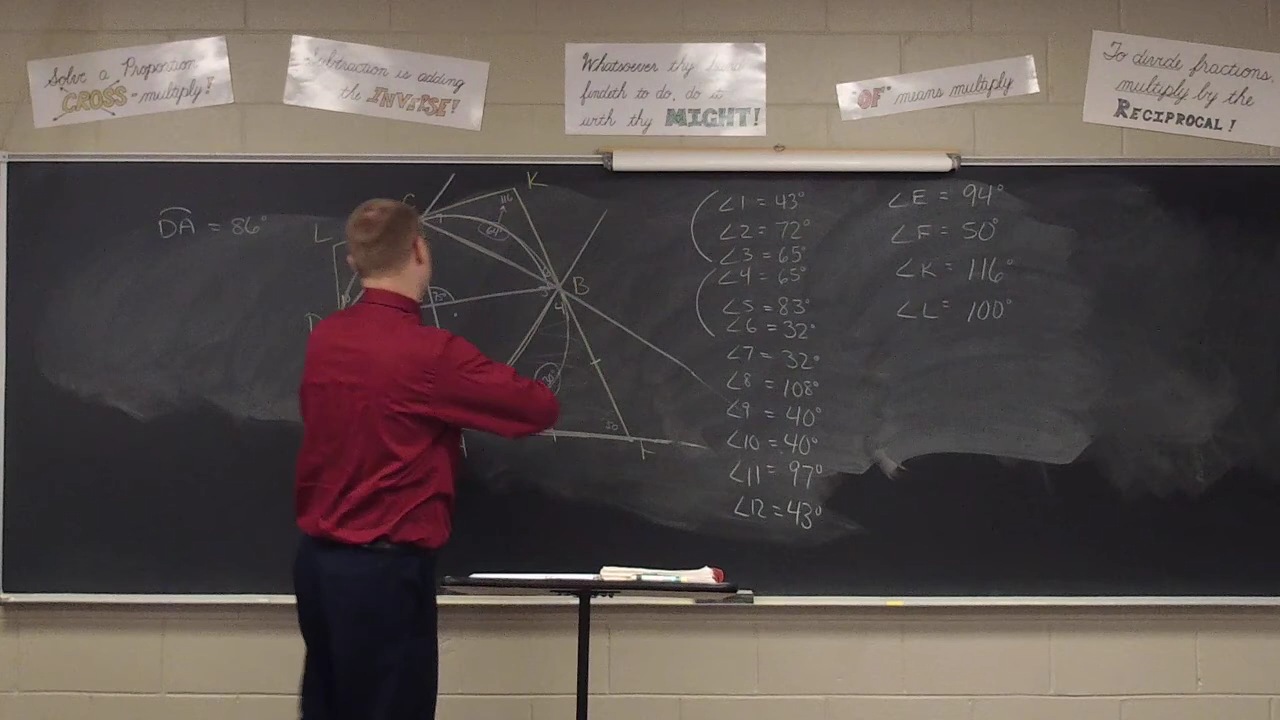 Solve a Proportion
CROSS-multiply!
Subtraction is adding
the INVERSE!
Whatsoever thy hand
findeth to do, do it
with thy MIGHT!
"OF" means multiply
To divide fractions,
multiply by the
RECIPROCAL!
DA = 86°
L
K
B
116
75°
50
∠1 = 43°
∠2 = 72°
∠3 = 65°
∠4 = 65°
∠5 = 83°
∠6 = 32°
∠7 = 32°
∠8 = 108°
∠9 = 40°
∠10 = 40°
∠11 = 97°
∠12 = 43°
∠E = 94°
∠F = 50°
∠K = 116°
∠L = 100°